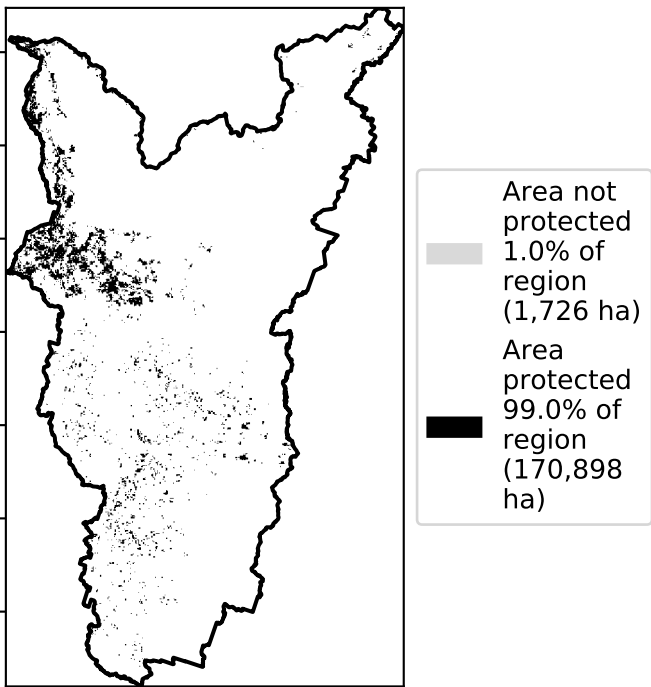 Area not
protected
1.0% of
region
(1,726 ha)
Area
protected
99.0% of
region
(170,898
ha)